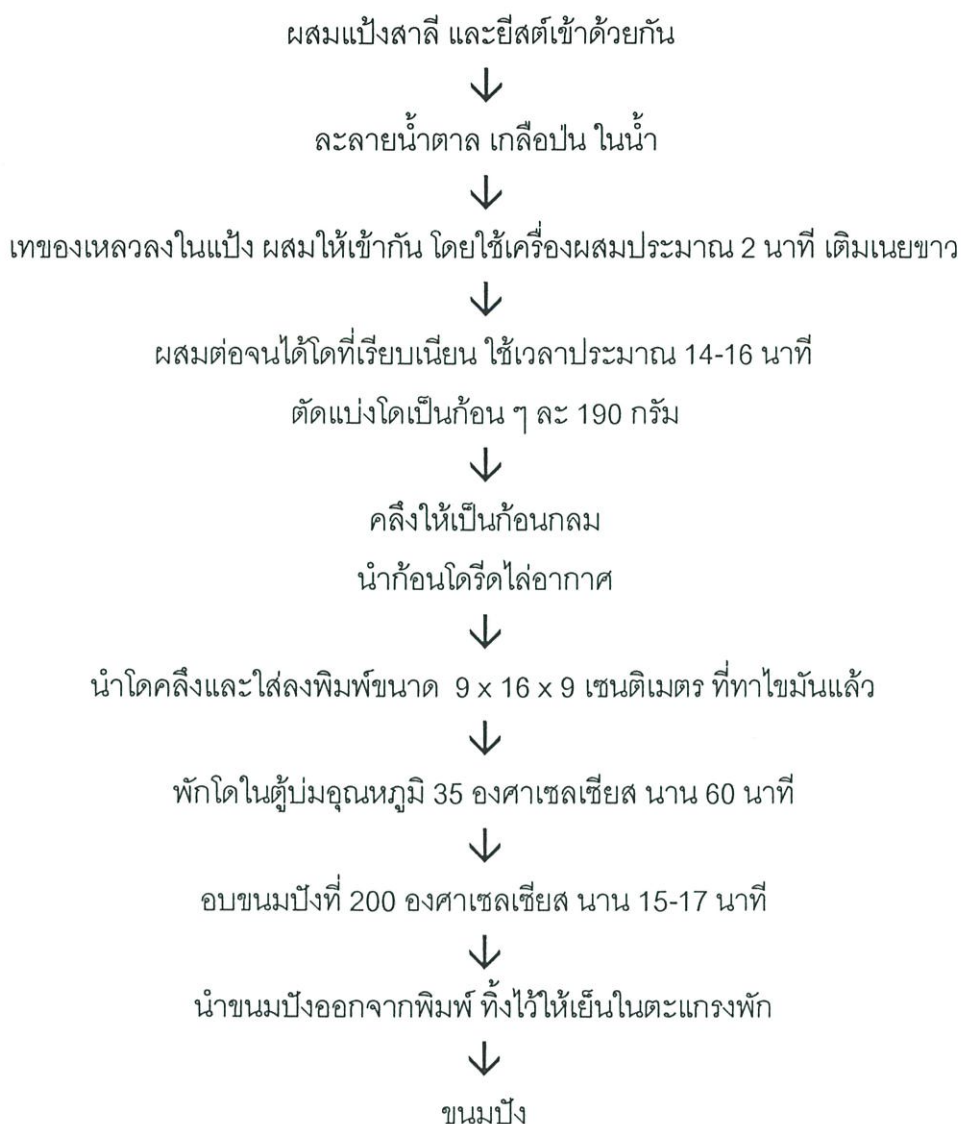 ผสมแป้งสาลี และยีสต์เข้าด้วยกัน
↓
ละลายน้ำตาล เกลือป่น ในน้ำ
↓
เทของเหลวลงในแป้ง ผสมให้เข้ากัน โดยใช้เครื่องผสมประมาณ 2 นาที เติมเนยขาว
↓
ผสมต่อจนได้โดที่เรียบเนียน ใช้เวลาประมาณ 14-16 นาที
ตัดแบ่งโดเป็นก้อน ๆ ละ 190 กรัม
↓
คลึงให้เป็นก้อนกลม
นำก้อนโดรีดไล่อากาศ
↓
นำโดคลึงและใส่ลงพิมพ์ขนาด 9 x 16 x 9 เซนติเมตร ที่ทาไขมันแล้ว
↓
พักโดในตู้บ่มอุณหภูมิ 35 องศาเซลเซียส นาน 60 นาที
↓
อบขนมปังที่ 200 องศาเซลเซียส นาน 15-17 นาที
↓
นำขนมปังออกจากพิมพ์ ทิ้งไว้ให้เย็นในตะแกรงพัก
↓
ขนมปัง